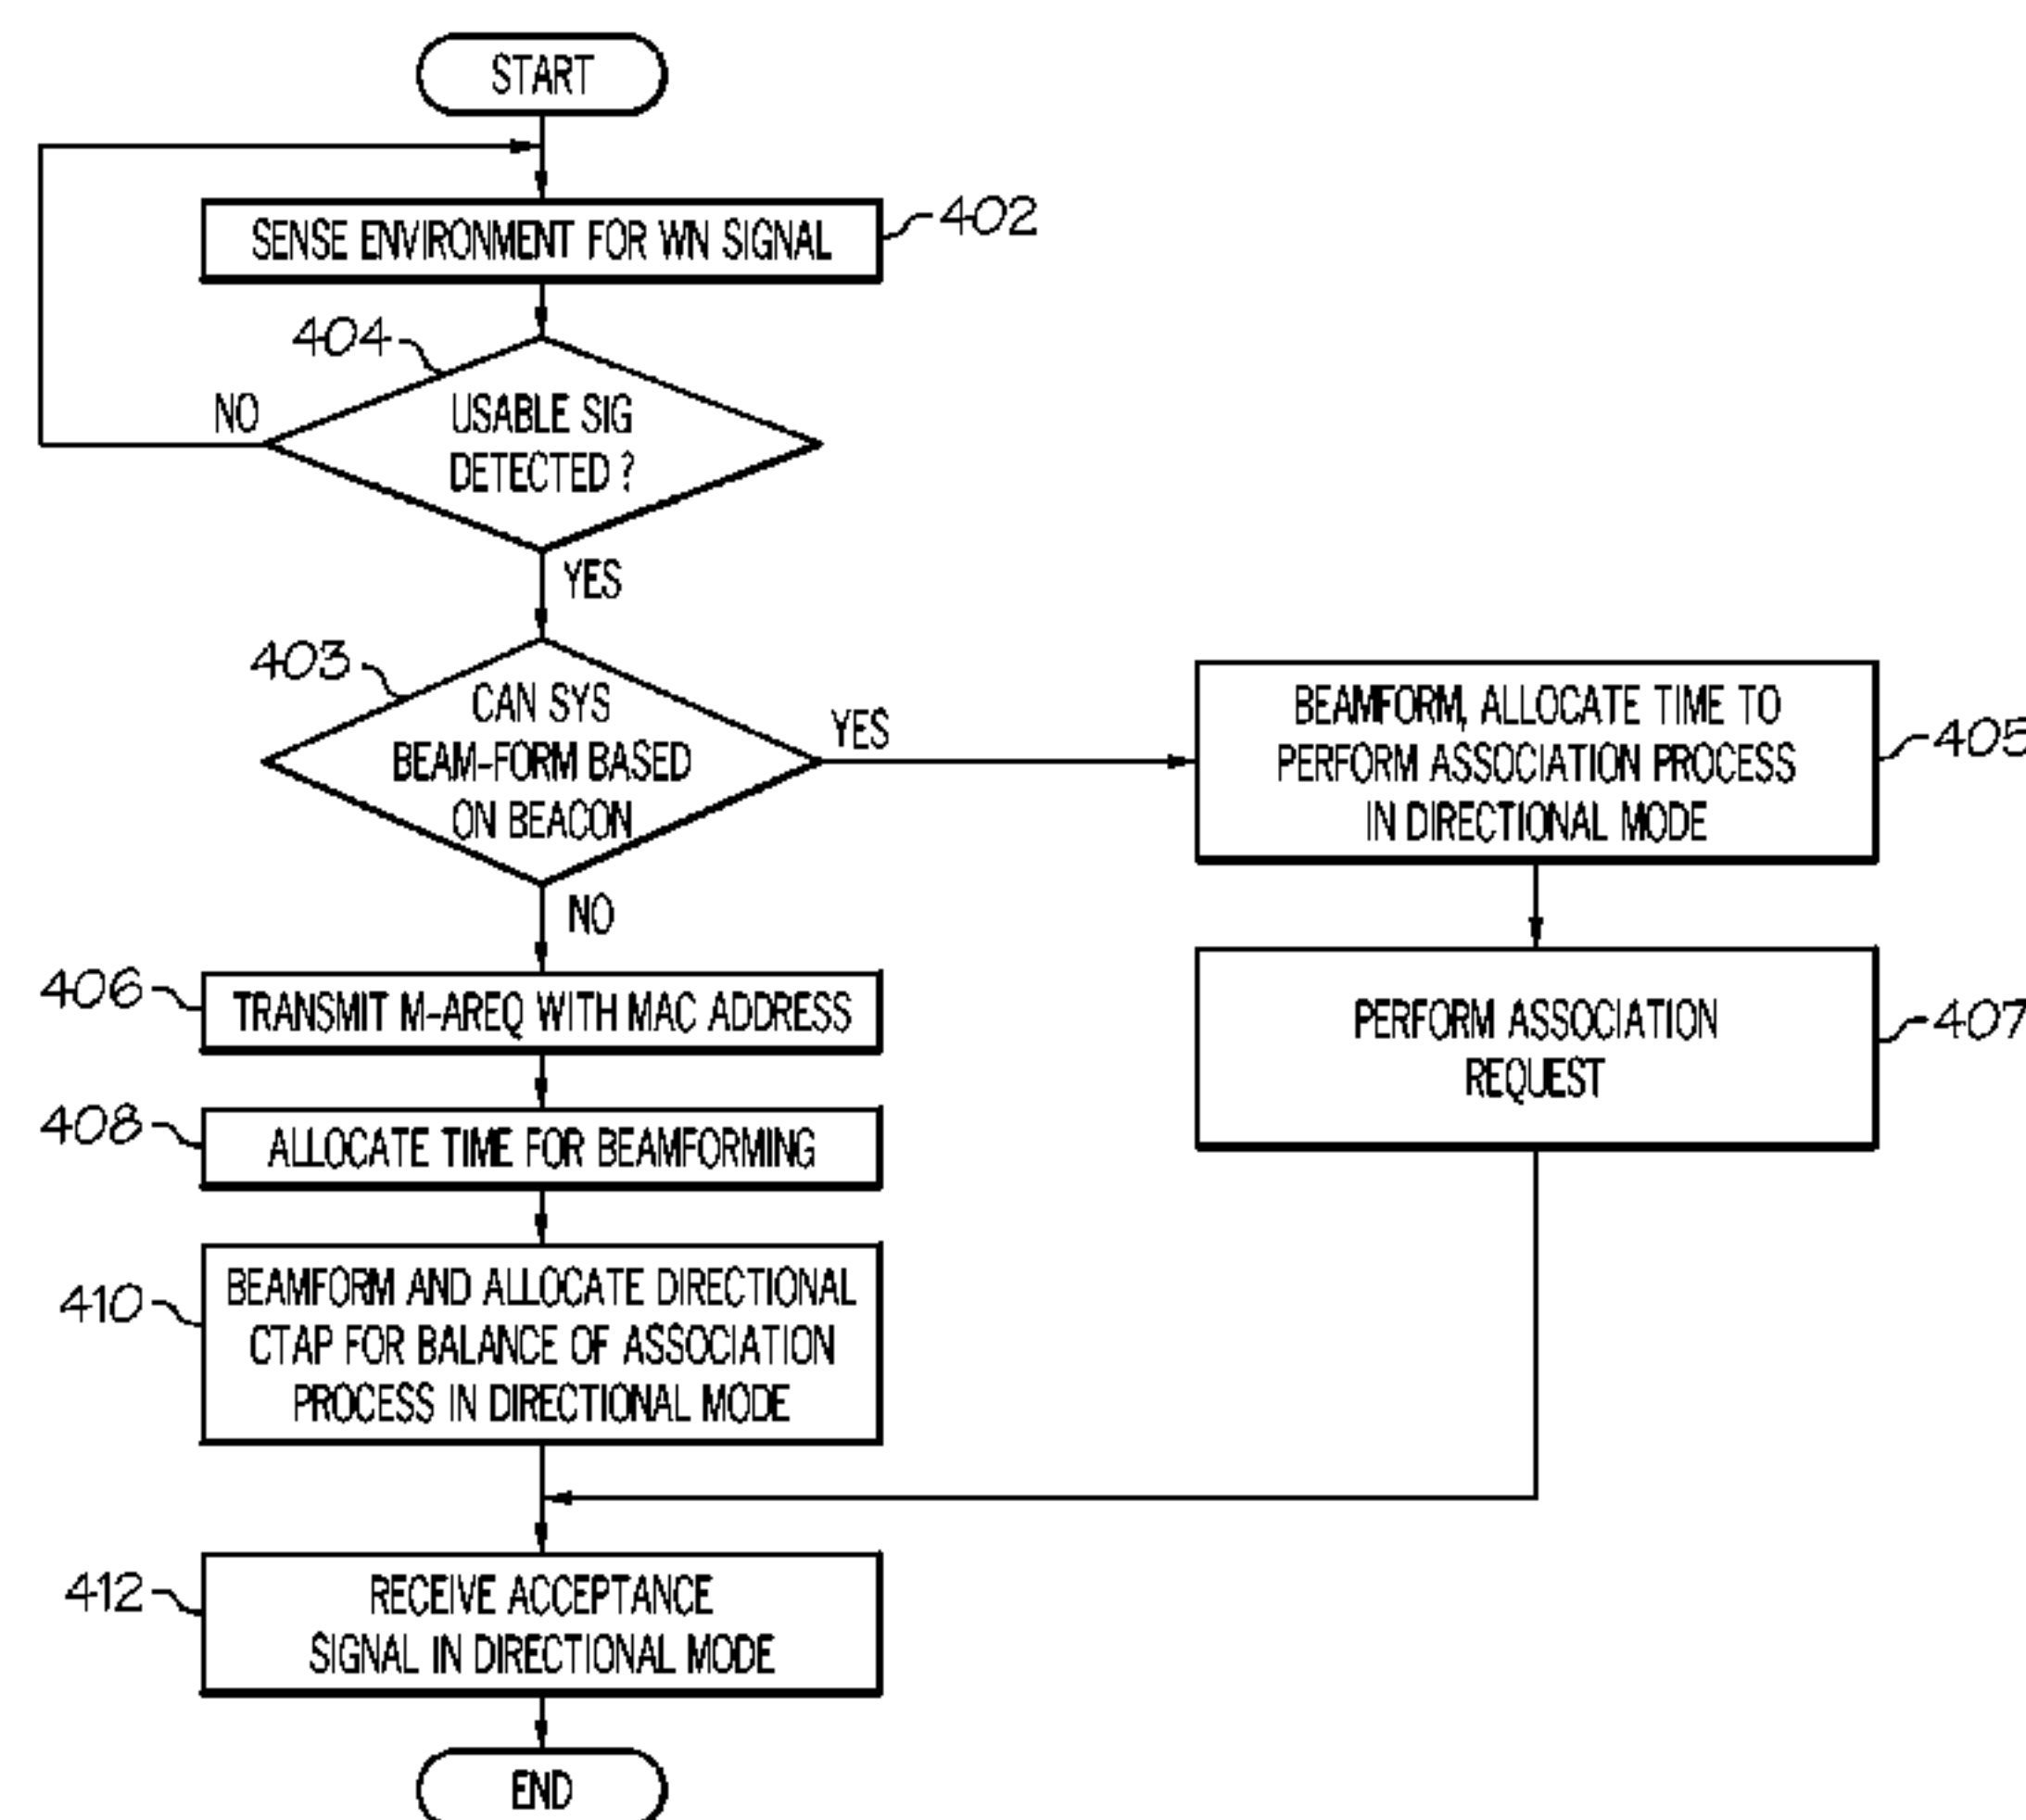 START
SENSE ENVIRONMENT FOR WN SIGNAL
402
404
NO
USABLE SIG
DETECTED ?
YES
403
CAN SYS
BEAM-FORM BASED
ON BEACON
YES
BEAMFORM, ALLOCATE TIME TO
PERFORM ASSOCIATION PROCESS
IN DIRECTIONAL MODE
405
NO
406
TRANSMIT M-AREQ WITH MAC ADDRESS
PERFORM ASSOCIATION
REQUEST
407
408
ALLOCATE TIME FOR BEAMFORMING
410
BEAMFORM AND ALLOCATE DIRECTIONAL
CTAP FOR BALANCE OF ASSOCIATION
PROCESS IN DIRECTIONAL MODE
412
RECEIVE ACCEPTANCE
SIGNAL IN DIRECTIONAL MODE
END